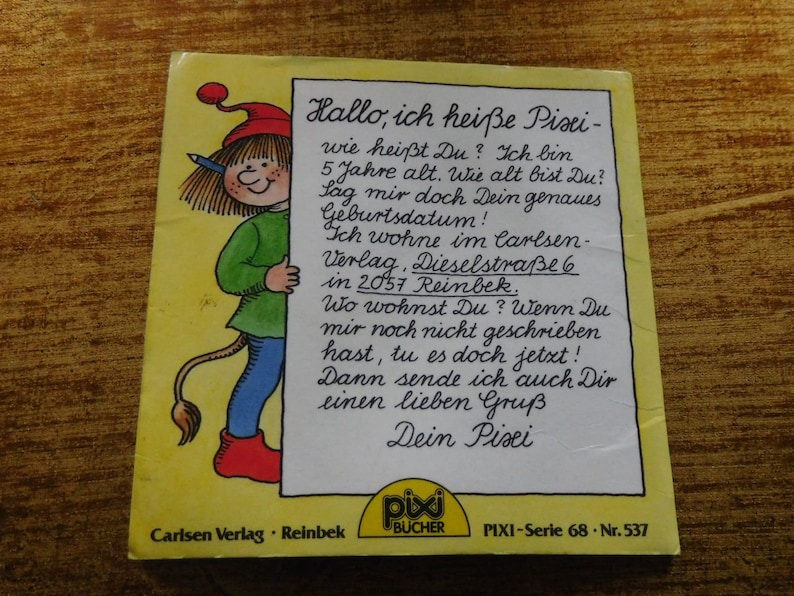 Hallo, ich heiße Pixi -
wie heißt Du? Ich bin
5 Jahre alt. Wie alt bist Du?
Sag mir doch Dein genaues
Geburtsdatum!
Ich wohne im Carlsen-
Verlag, Dieselstraße 6
in 2057 Reinbek.
Wo wohnst Du? Wenn Du
mir noch nicht geschrieben
hast, tu es doch jetzt!
Dann sende ich auch Dir
einen lieben Gruß
Dein Pixi
pixi
BÜCHER
Carlsen Verlag · Reinbek
PIXI-Serie 68 · Nr. 537